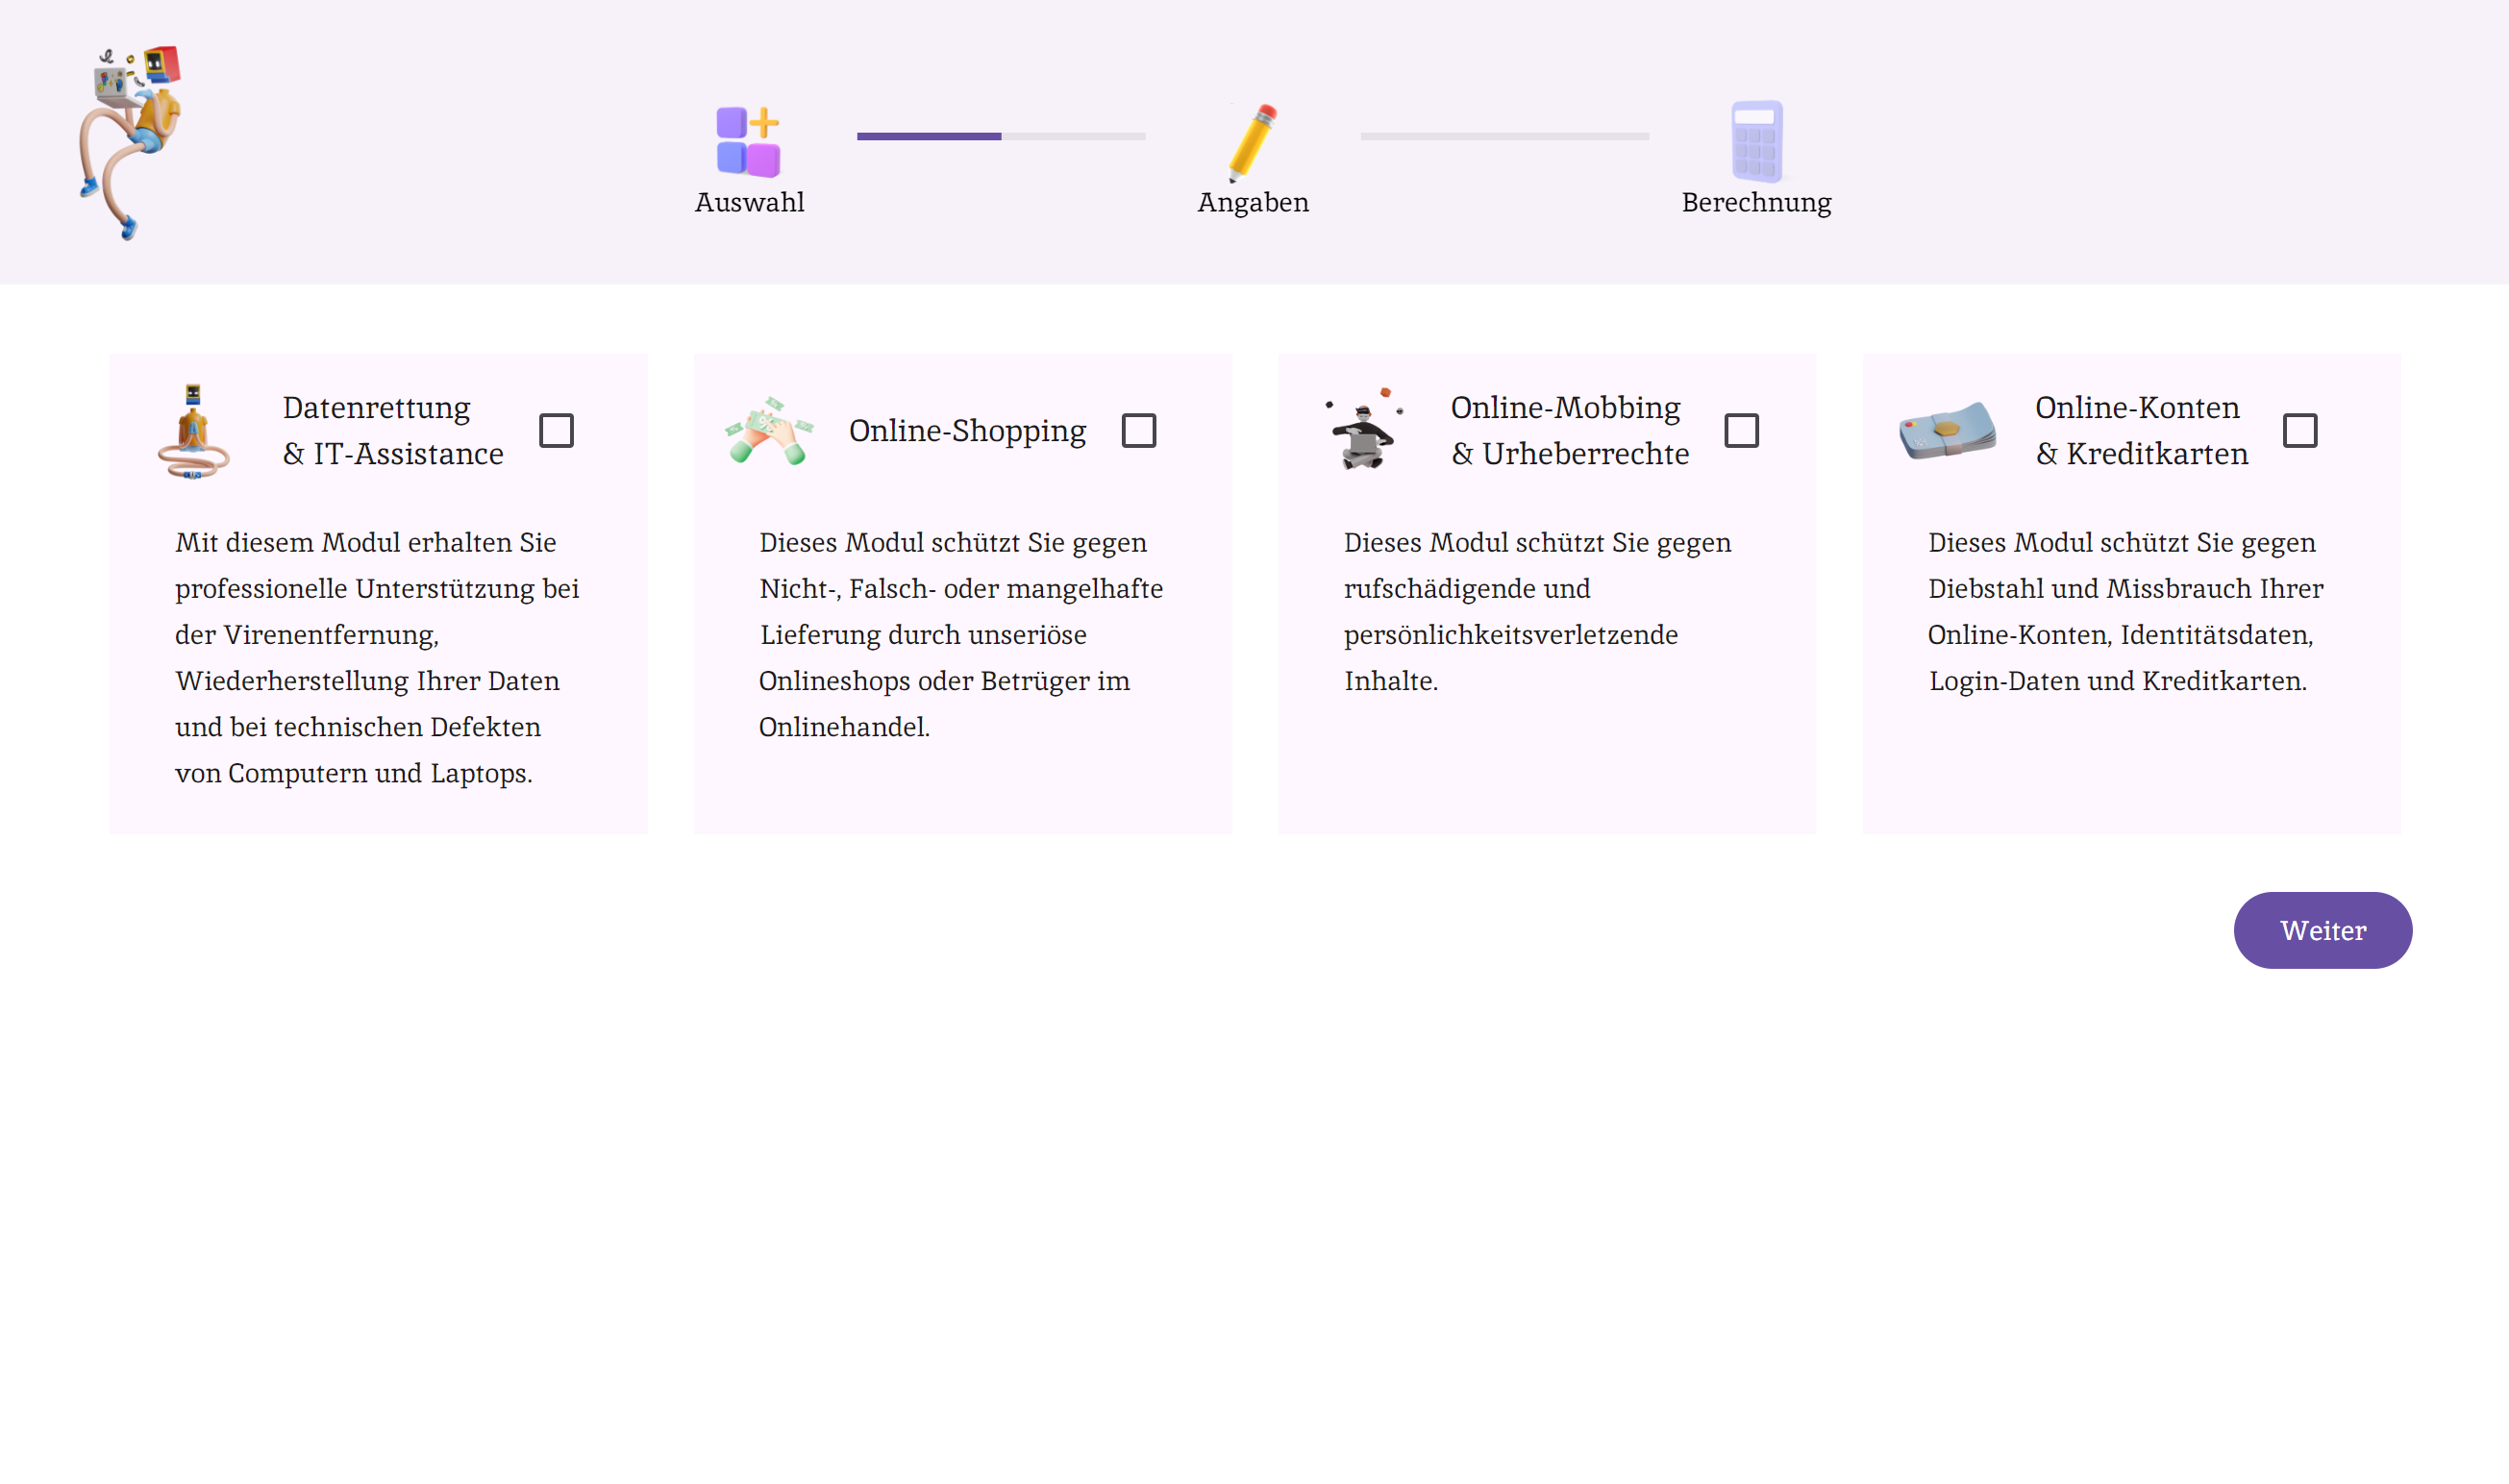 Auswahl
Angaben
Berechnung
Datenrettung
& IT-Assistance
Mit diesem Modul erhalten Sie
professionelle Unterstützung bei
der Virenentfernung,
Wiederherstellung Ihrer Daten
und bei technischen Defekten
von Computern und Laptops.
Online-Shopping
Dieses Modul schützt Sie gegen
Nicht-, Falsch- oder mangelhafte
Lieferung durch unseriöse
Onlineshops oder Betrüger im
Onlinehandel.
Online-Mobbing
& Urheberrechte
Dieses Modul schützt Sie gegen
rufschädigende und
persönlichkeitsverletzende
Inhalte.
Online-Konten
& Kreditkarten
Dieses Modul schützt Sie gegen
Diebstahl und Missbrauch Ihrer
Online-Konten, Identitätsdaten,
Login-Daten und Kreditkarten.
Weiter